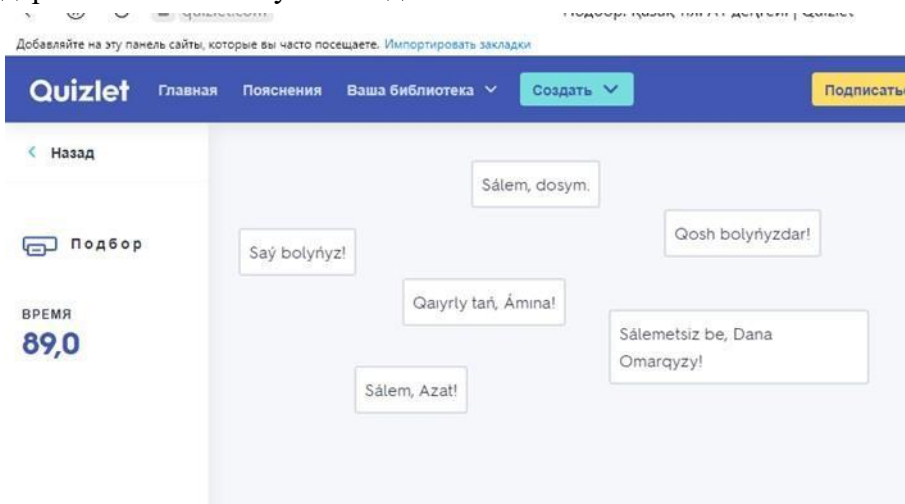 Добавляйте на эту панель сайты, которые вы часто посещаете. Импортировать закладки
Quizlet Главная Пояснения Ваша библиотека Создать Подписатьс
Назад
Sálem, dosym.
Qosh bolyńyzdar!
Подбор
Saý bolyńyz!
Qaıyrly tań, Ámına!
ВРЕМЯ
89,0
Sálemetsiz be, Dana
Omarqyzy!
Sálem, Azat!